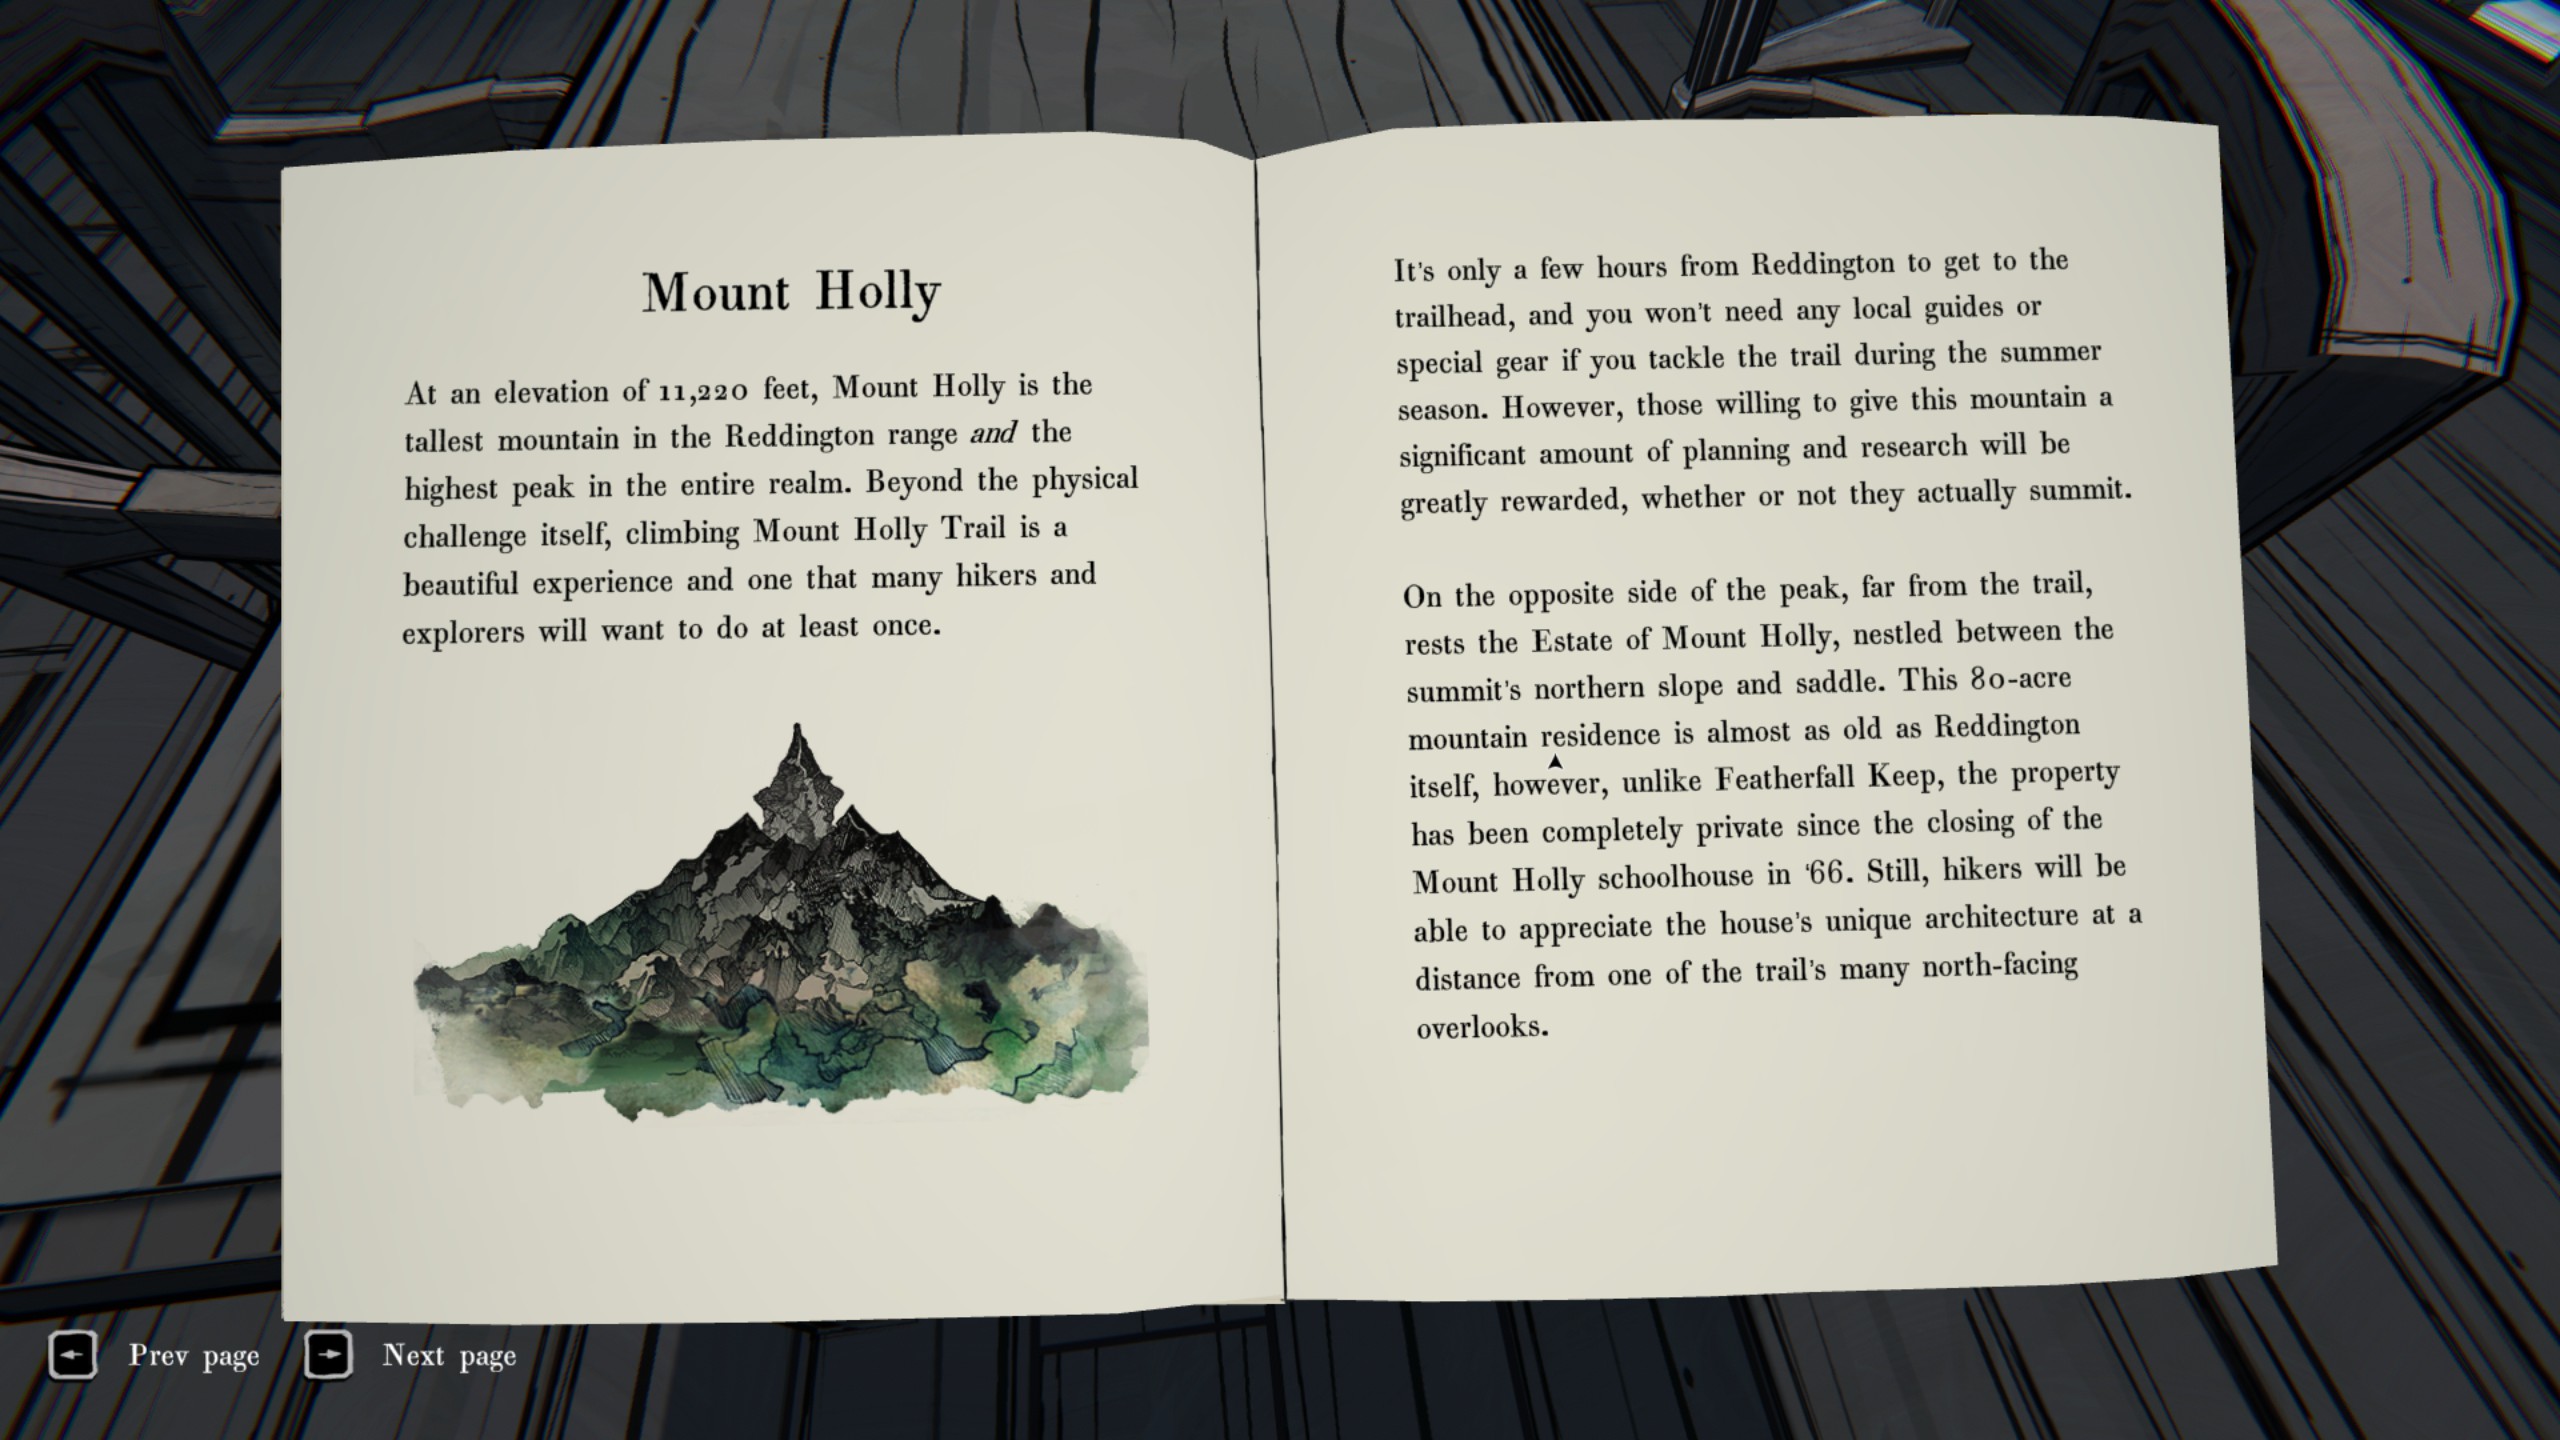 Mount Holly
At an elevation of 11,220 feet, Mount Holly is the
tallest mountain in the Reddington range and the
highest peak in the entire realm. Beyond the physical
challenge itself, climbing Mount Holly Trail is a
beautiful experience and one that many hikers and
explorers will want to do at least once.
It's only a few hours from Reddington to get to the
trailhead, and you won't need any local guides or
special gear if you tackle the trail during the summer
season. However, those willing to give this mountain a
significant amount of planning and research will be
greatly rewarded, whether or not they actually summit.
On the opposite side of the peak, far from the trail,
rests the Estate of Mount Holly, nestled between the
summit's northern slope and saddle. This 80-acre
mountain residence is almost as old as Reddington
itself, however, unlike Featherfall Keep, the property
has been completely private since the closing of the
Mount Holly schoolhouse in '66. Still, hikers will be
able to appreciate the house's unique architecture at a
distance from one of the trail's many north-facing
overlooks.
Prev page
Next page